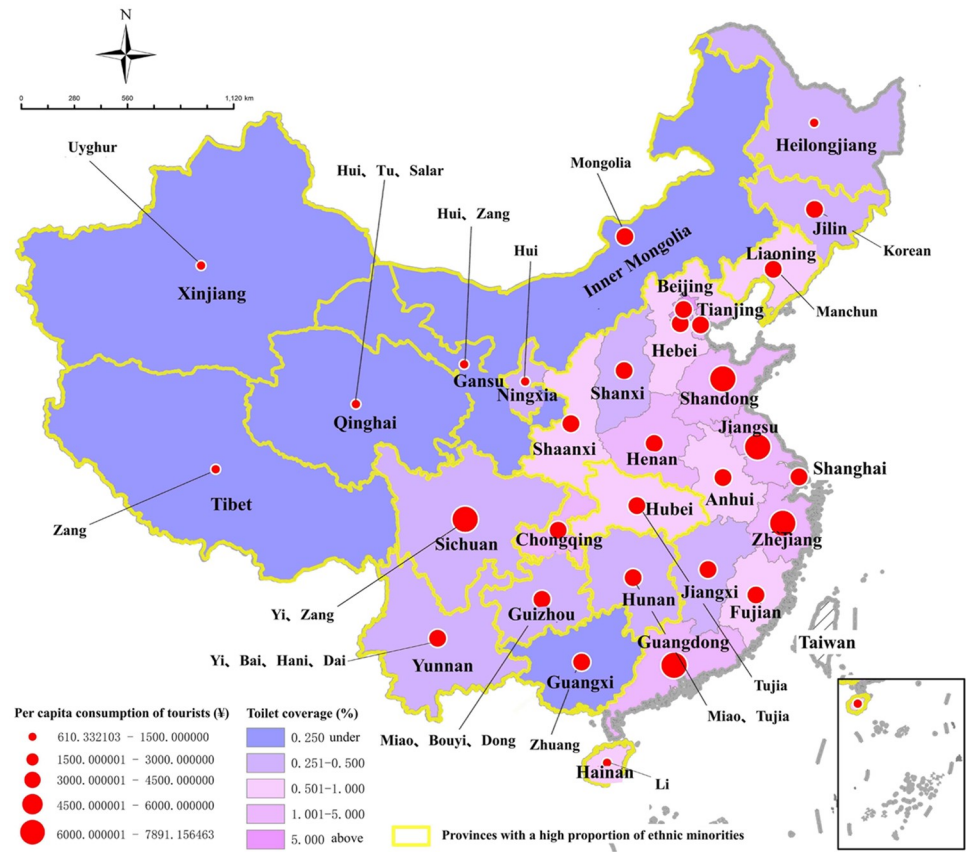 N
0 280 560 1,120 km
Uyghur
Hui、Tu、Salar
Hui、Zang
Hui
Mongolia
Heilongjiang
Jilin
Korean
Liaoning
Manchun
Inner Mongolia
Beijing
Tianjing
Hebei
Xinjiang
Gansu
Ningxia
Shanxi
Shandong
Qinghai
Jiangsu
Shaanxi
Henan
Shanghai
Anhui
Tibet
Zang
Hubei
Zhejiang
Chongqing
Sichuan
Jiangxi
Hunan
Fujian
Guizhou
Yi、Zang
Guangdong
Taiwan
Yi、Bai、Hani、Dai
Yunnan
Guangxi
Tujia
Miao、Tujia
Miao、Bouyi、Dong
Zhuang
Hainan
Li
Per capita consumption of tourists (¥)
610.332103 - 1500.000000
1500.000001 - 3000.000000
3000.000001 - 4500.000000
4500.000001 - 6000.000000
6000.000001 - 7891.156463
Toilet coverage (%)
0.250 under
0.251-0.500
0.501-1.000
1.001-5.000
5.000 above
Provinces with a high proportion of ethnic minorities